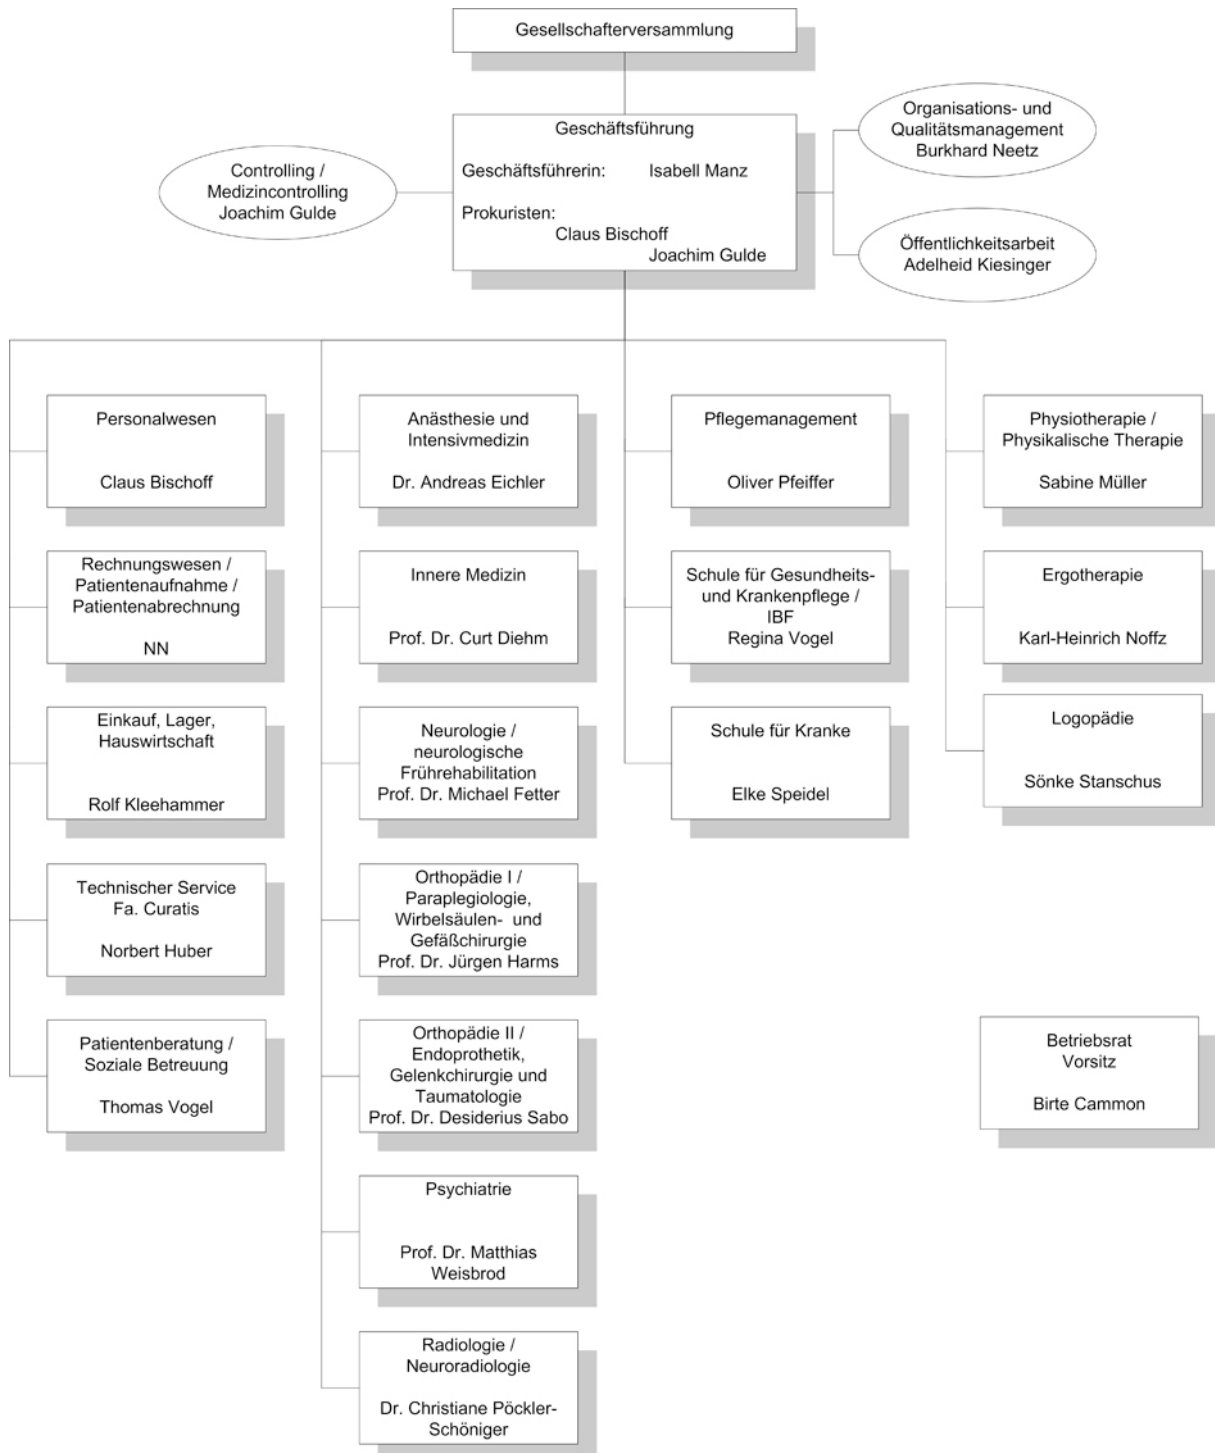 Gesellschafterversammlung
Geschäftsführung
Geschäftsführerin: Isabell Manz
Prokuristen:
Claus Bischoff
Joachim Gulde
Controlling /
Medizincontrolling
Joachim Gulde
Organisations- und
Qualitätsmanagement
Burkhard Neetz
Öffentlichkeitsarbeit
Adelheid Kiesinger
Personalwesen
Claus Bischoff
Rechnungswesen /
Patientenaufnahme /
Patientenabrechnung
NN
Einkauf, Lager,
Hauswirtschaft
Rolf Kleehammer
Technischer Service
Fa. Curatis
Norbert Huber
Patientenberatung /
Soziale Betreuung
Thomas Vogel
Anästhesie und
Intensivmedizin
Dr. Andreas Eichler
Innere Medizin
Prof. Dr. Curt Diehm
Neurologie /
neurologische
Frührehabilitation
Prof. Dr. Michael Fetter
Orthopädie I /
Paraplegiologie,
Wirbelsäulen- und
Gefäßchirurgie
Prof. Dr. Jürgen Harms
Orthopädie II /
Endoprothetik,
Gelenkchirurgie und
Taumatologie
Prof. Dr. Desiderius Sabo
Psychiatrie
Prof. Dr. Matthias
Weisbrod
Radiologie /
Neuroradiologie
Dr. Christiane Pöckler-
Schöniger
Pflegemanagement
Oliver Pfeiffer
Schule für Gesundheits-
und Krankenpflege /
IBF
Regina Vogel
Schule für Kranke
Elke Speidel
Physiotherapie /
Physikalische Therapie
Sabine Müller
Ergotherapie
Karl-Heinrich Noffz
Logopädie
Sönke Stanschus
Betriebsrat
Vorsitz
Birte Cammon